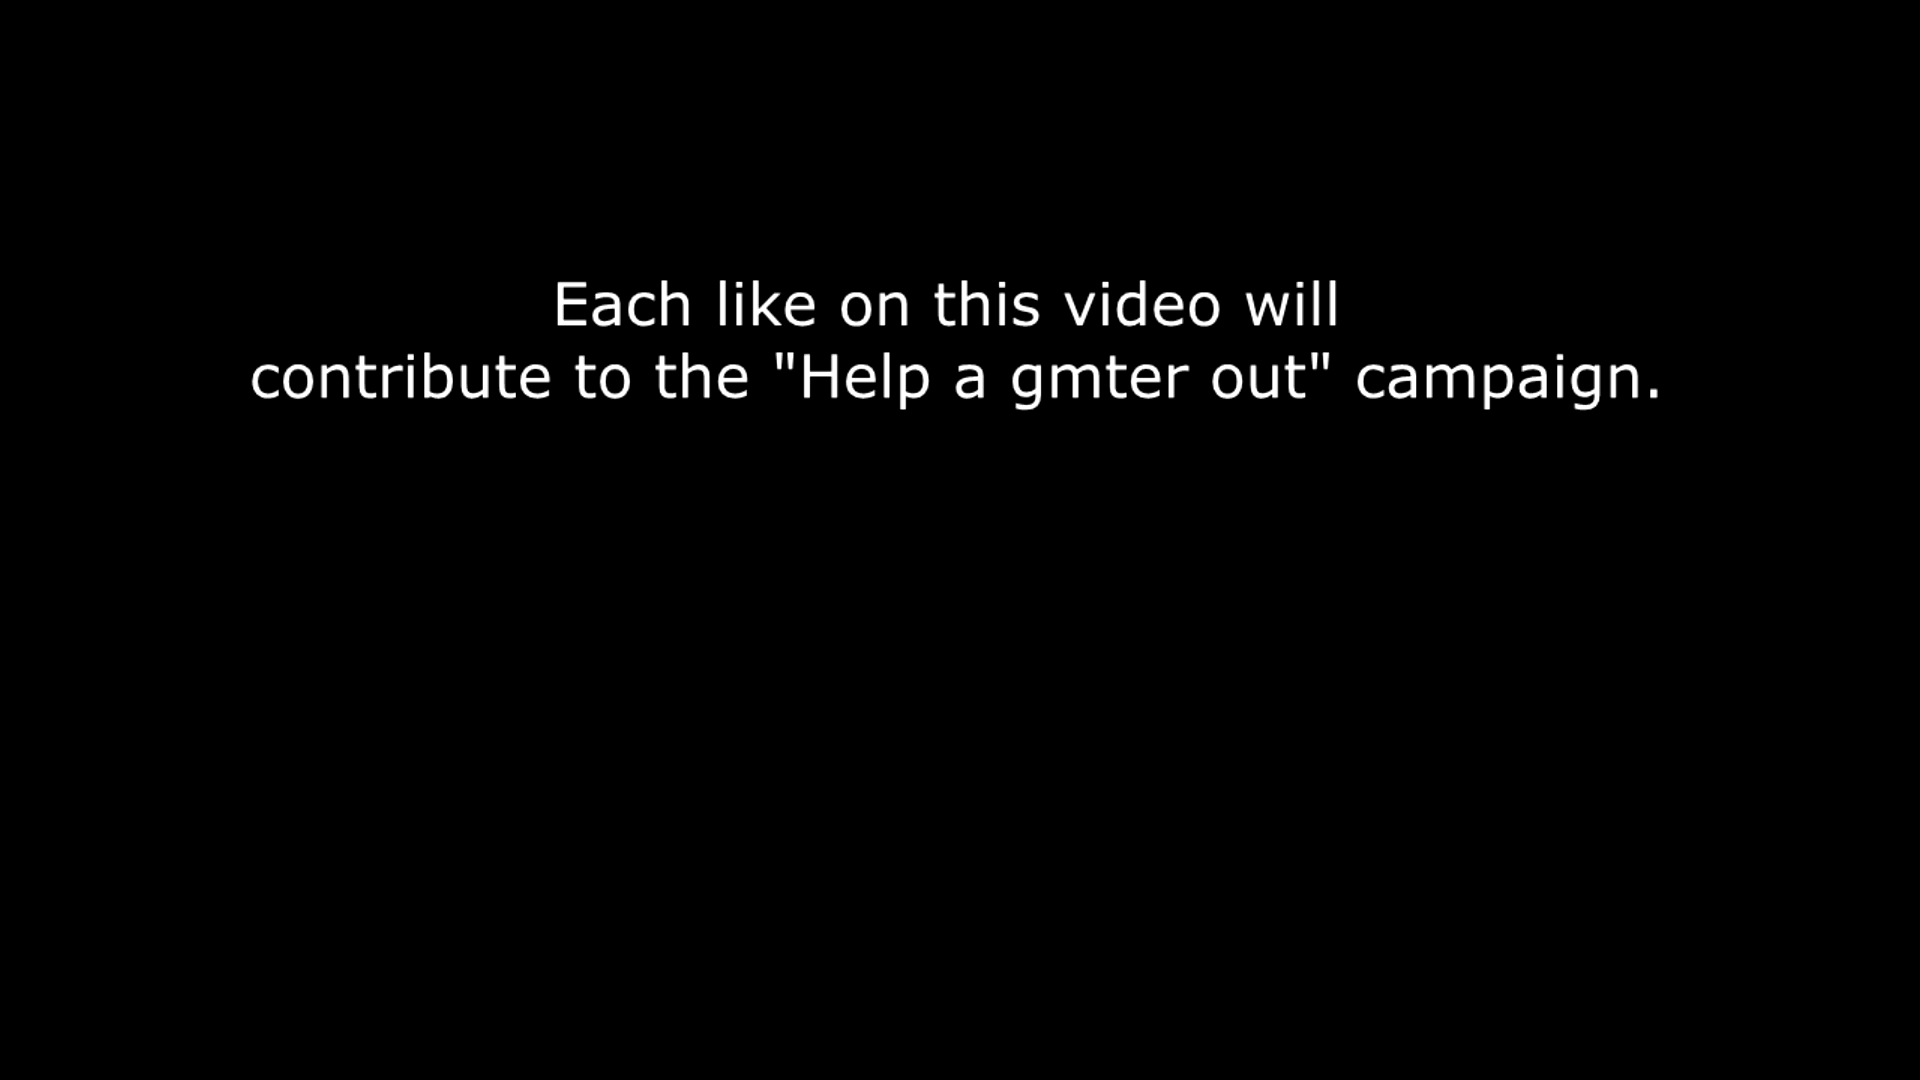 Each like on this video will
contribute to the "Help a gmter out" campaign.